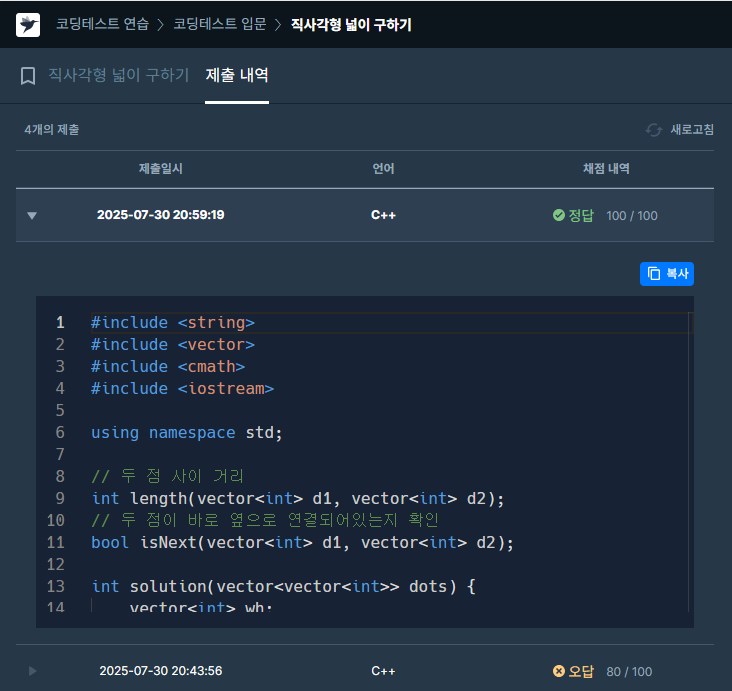 코딩테스트 연습 > 코딩테스트 입문 > 직사각형 넓이 구하기
직사각형 넓이 구하기 제출 내역
4개의 제출 새로고침
제출일시 언어 채점 내역
2025-07-30 20:59:19 C++ 정답 100 / 100
복사
1 #include <string>
2 #include <vector>
3 #include <cmath>
4 #include <iostream>
5
6 using namespace std;
7
8 // 두 점 사이 거리
9 int length(vector<int> d1, vector<int> d2);
10 // 두 점이 바로 옆으로 연결되어있는지 확인
11 bool isNext(vector<int> d1, vector<int> d2);
12
13 int solution(vector<vector<int>> dots) {
14 vector<int> wh;
2025-07-30 20:43:56 C++ 오답 80 / 100